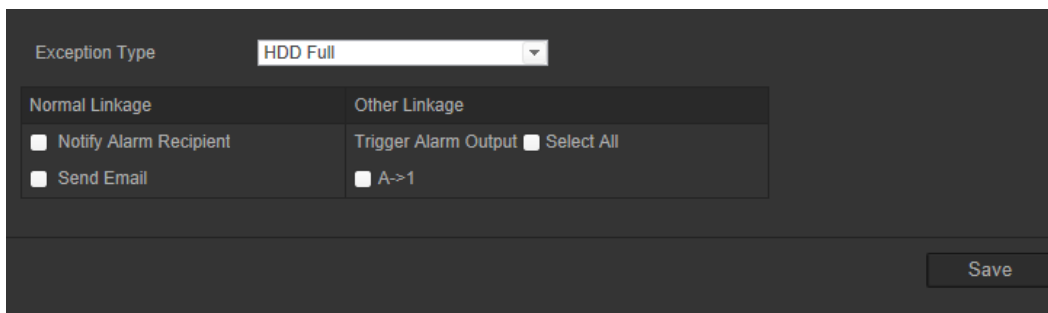 Exception Type HDD Full
Normal Linkage Other Linkage
Notify Alarm Recipient Trigger Alarm Output Select All
Send Email A->1
Save